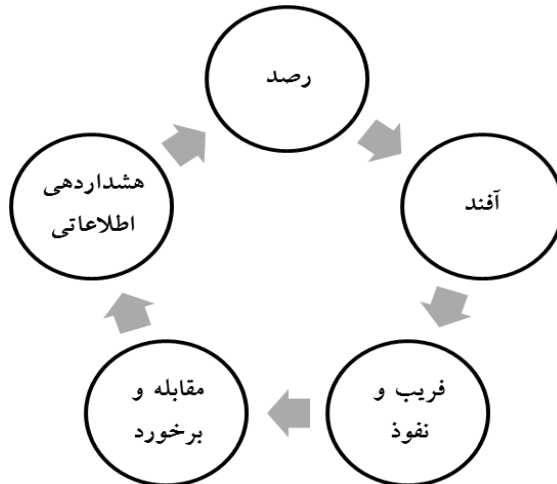 رصد
آفند
فریب و
نفوذ
مقابله و
برخورد
هشداردهی
اطلاعاتی